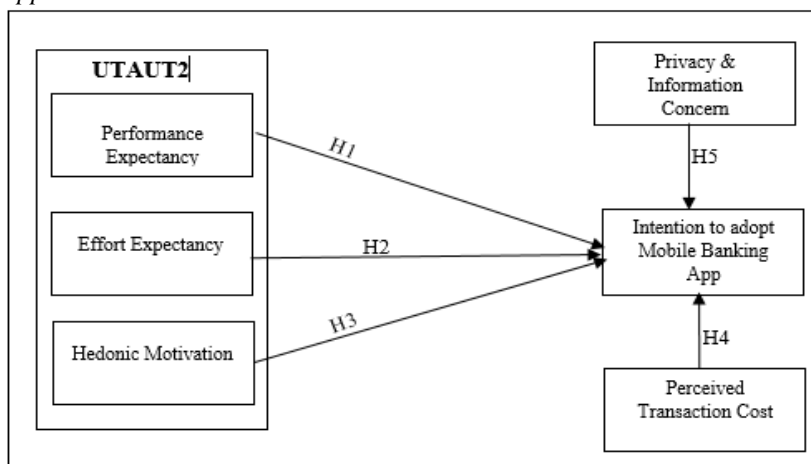 UTAUT2
Performance
Expectancy
H1
Effort Expectancy
H2
Hedonic Motivation
H3
Privacy &
Information
Concern
H5
Intention to adopt
Mobile Banking
App
H4
Perceived
Transaction Cost